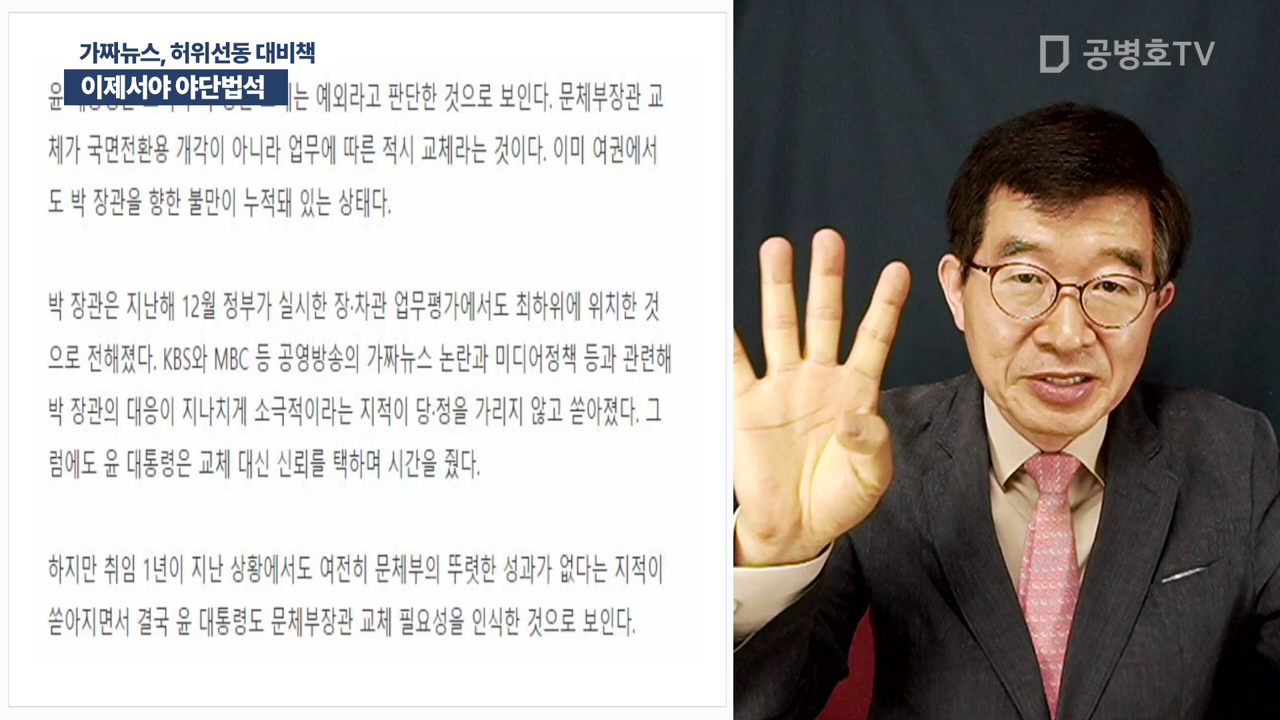 가짜뉴스, 허위선동 대비책
이제서야 야단법석
공병호TV
윤 는 예외라고 판단한 것으로 보인다. 문체부장관 교
체가 국면전환용 개각이 아니라 업무에 따른 적시 교체라는 것이다. 이미 여권에서
도 박 장관을 향한 불만이 누적돼 있는 상태다.
박 장관은 지난해 12월 정부가 실시한 장·차관 업무평가에서도 최하위에 위치한 것
으로 전해졌다. KBS와 MBC 등 공영방송의 가짜뉴스 논란과 미디어정책 등과 관련해
박 장관의 대응이 지나치게 소극적이라는 지적이 당·정을 가리지 않고 쏟아졌다. 그
럼에도 윤 대통령은 교체 대신 신뢰를 택하며 시간을 줬다.
하지만 취임 1년이 지난 상황에서도 여전히 문체부의 뚜렷한 성과가 없다는 지적이
쏟아지면서 결국 윤 대통령도 문체부장관 교체 필요성을 인식한 것으로 보인다.